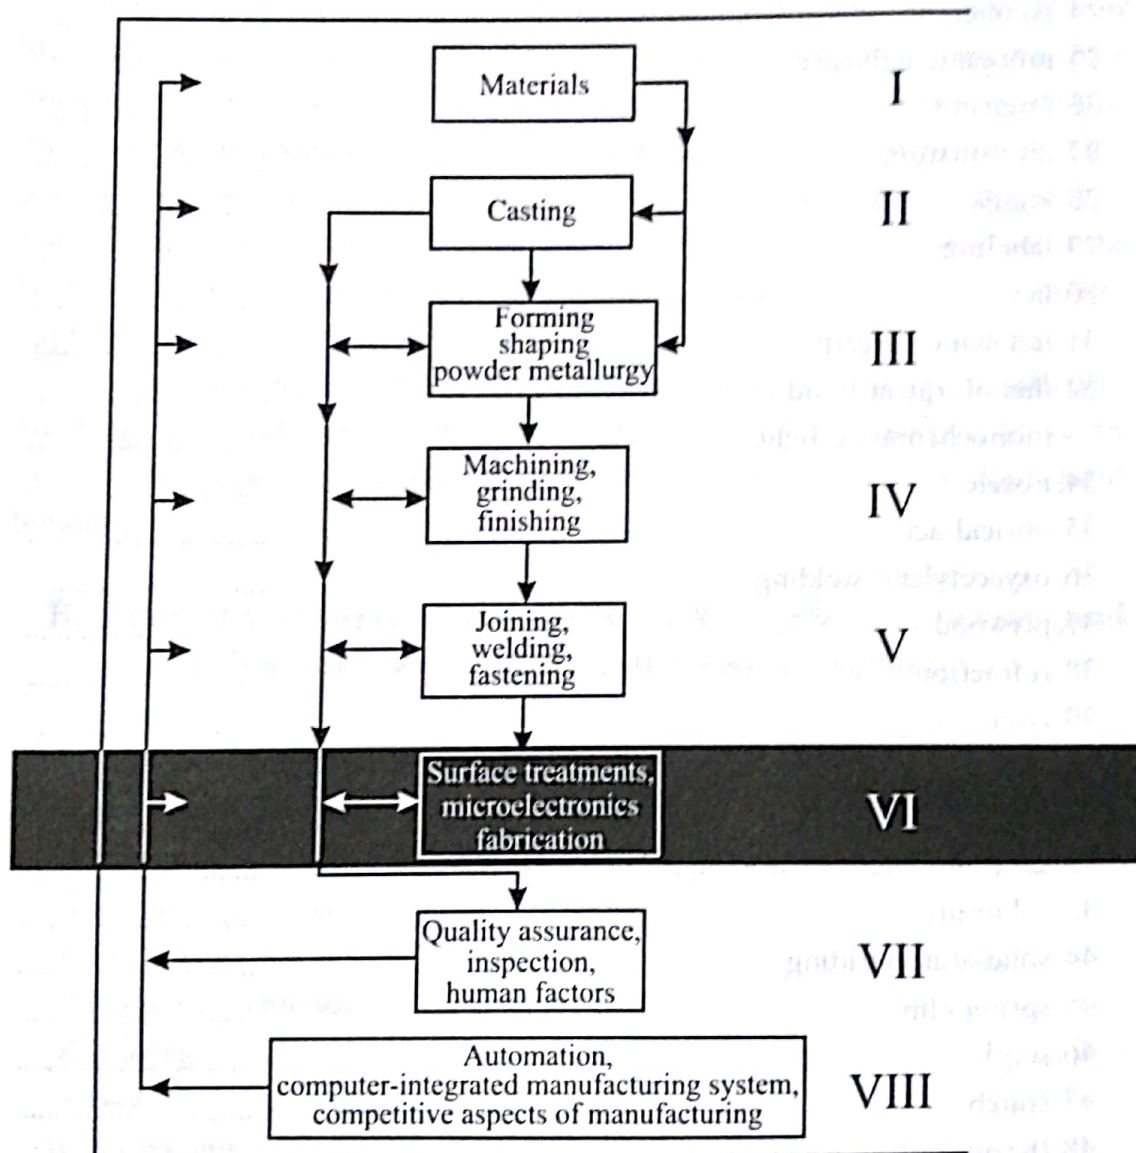 Materials
I
Casting
II
Forming
shaping
powder metallurgy
III
Machining,
grinding,
finishing
IV
Joining,
welding,
fastening
V
Surface treatments,
microelectronics
fabrication
VI
Quality assurance,
inspection,
human factors
VII
Automation,
computer-integrated manufacturing system,
competitive aspects of manufacturing
VIII